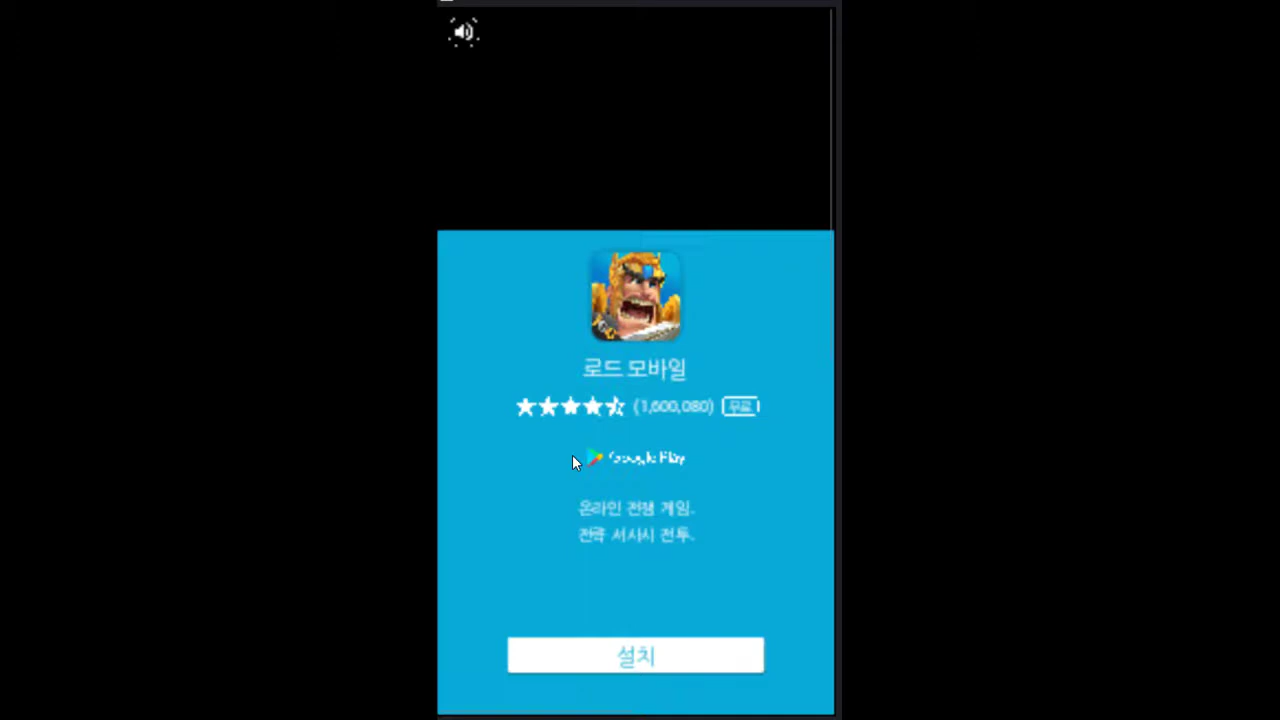 로드 모바일
(1,600,080) 무료
Google Play
온라인 전쟁 게임.
전략 서사시 전투.
설치